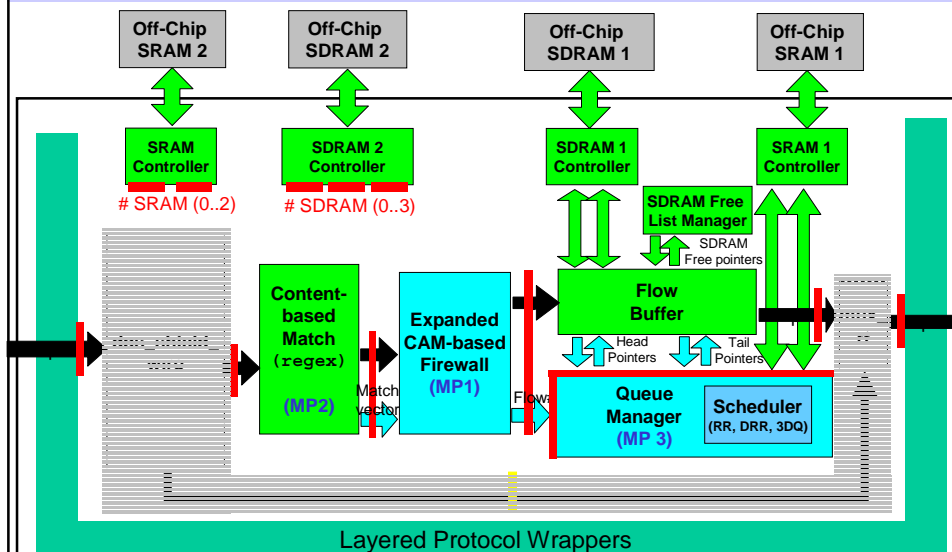 Off-Chip
SRAM 2
Off-Chip
SDRAM 2
Off-Chip
SDRAM 1
Off-Chip
SRAM 1
SRAM
Controller
SDRAM 2
Controller
SDRAM 1
Controller
SRAM 1
Controller
# SRAM (0..2)
# SDRAM (0..3)
SDRAM Free
List Manager
SDRAM
Free pointers
Content-
based
Match
(regex)
(MP2)
Expanded
CAM-based
Firewall
(MP1)
Flow
Buffer
Match
vector
Flow
Head
Pointers
Tail
Pointers
Queue
Manager
(MP 3)
Scheduler
(RR, DRR, 3DQ)
Layered Protocol Wrappers